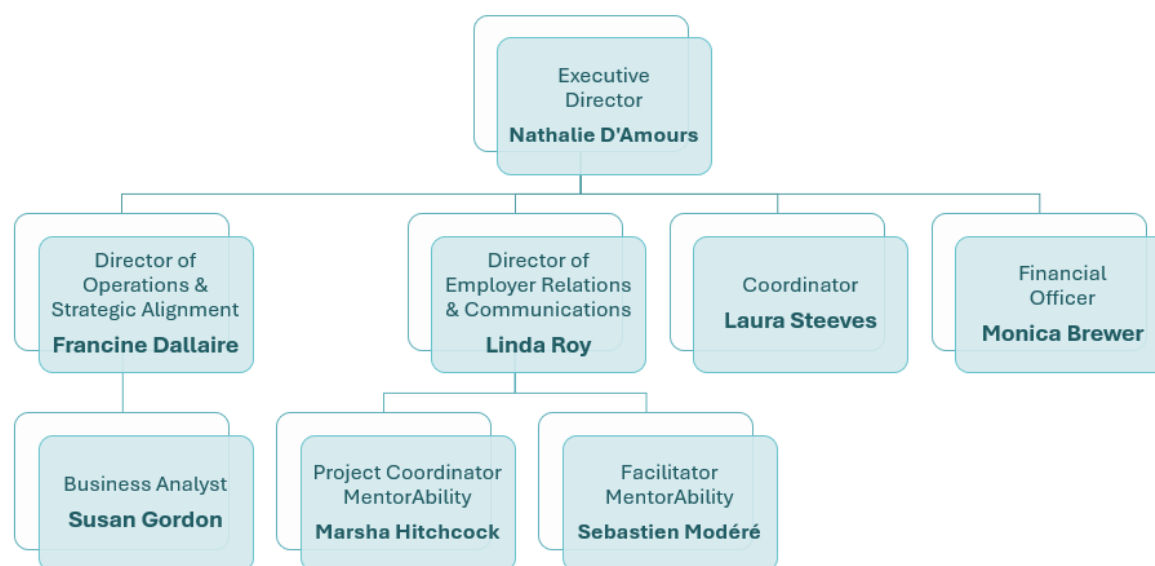 Executive
Director
Nathalie D'Amours
Director of
Operations &
Strategic Alignment
Francine Dallaire
Director of
Employer Relations
& Communications
Linda Roy
Coordinator
Laura Steeves
Financial
Officer
Monica Brewer
Business Analyst
Susan Gordon
Project Coordinator
MentorAbility
Marsha Hitchcock
Facilitator
MentorAbility
Sebastien Modéré